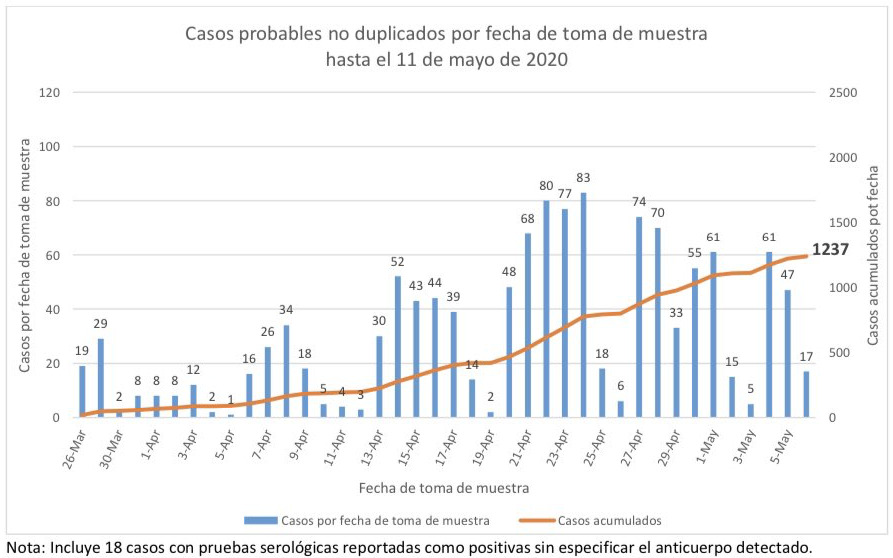 Casos probables no duplicados por fecha de toma de muestra
hasta el 11 de mayo de 2020
120
100
80
60
40
20
0
Casos por fecha de toma de muestra
2500
2000
1500
1000
500
0
Casos acumulados pot fecha
19
29
2
8
8
8
12
2
1
16
26
34
18
5
4
3
30
52
43
44
39
14
2
48
68
80
77
83
18
6
74
70
33
55
61
15
5
61
47
17
1237
26-Mar
30-Mar
1-Apr
3-Apr
5-Apr
7-Apr
9-Apr
11-Apr
13-Apr
15-Apr
17-Apr
19-Apr
21-Apr
23-Apr
25-Apr
27-Apr
29-Apr
1-May
3-May
5-May
Fecha de toma de muestra
Casos por fecha de toma de muestra
Casos acumulados
Nota: Incluye 18 casos con pruebas serológicas reportadas como positivas sin especificar el anticuerpo detectado.